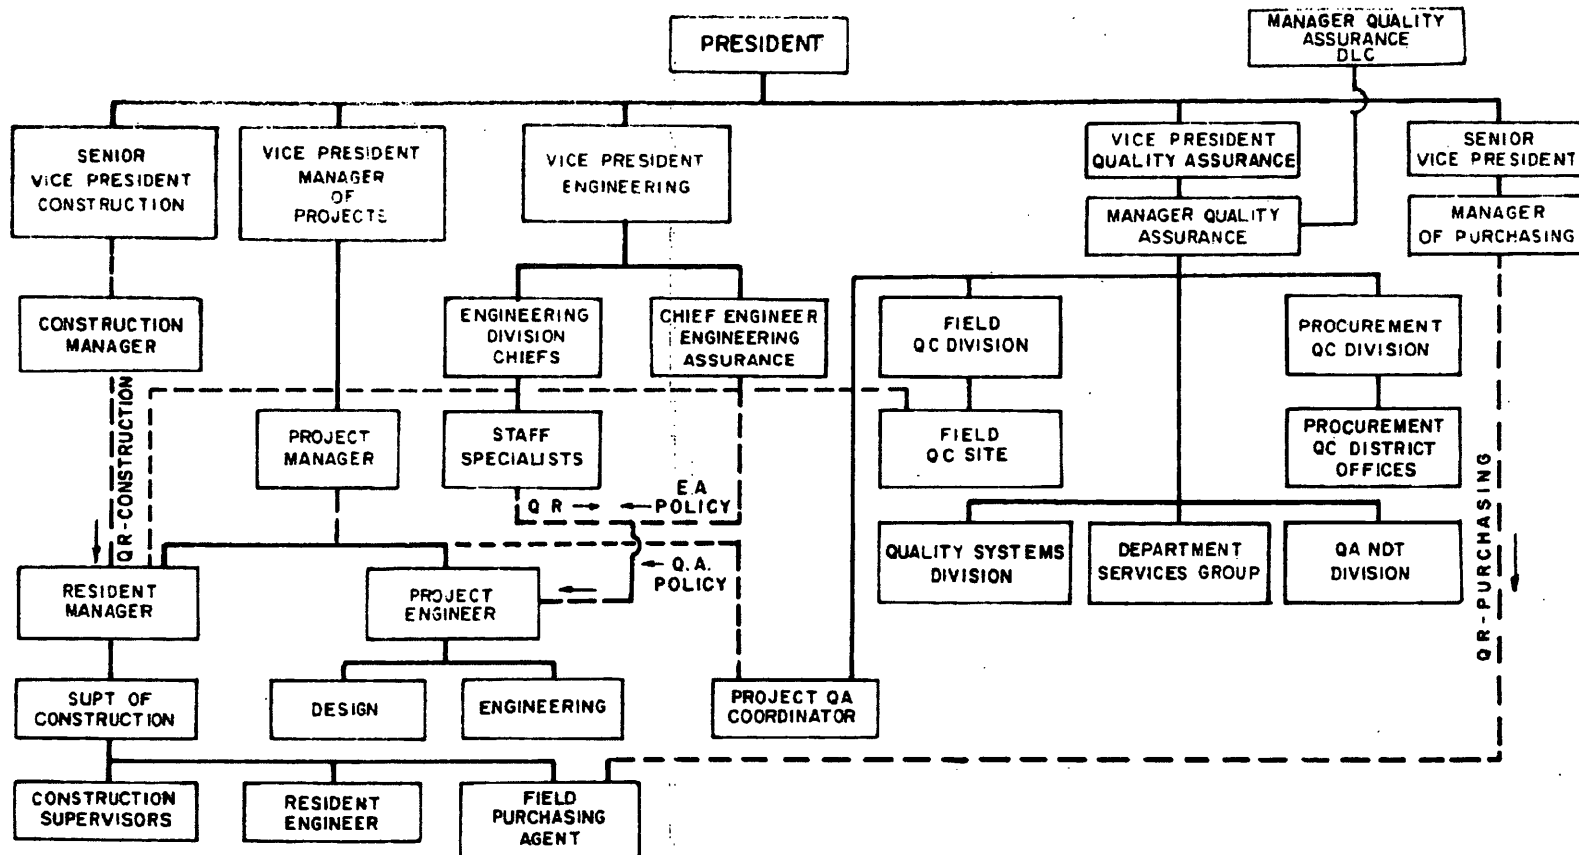 PRESIDENT
MANAGER QUALITY
ASSURANCE
DLC
SENIOR
VICE PRESIDENT
CONSTRUCTION
VICE PRESIDENT
MANAGER
OF
PROJECTS
VICE PRESIDENT
ENGINEERING
VICE PRESIDENT
QUALITY ASSURANCE
SENIOR
VICE PRESIDENT
MANAGER QUALITY
ASSURANCE
MANAGER
OF PURCHASING
CONSTRUCTION
MANAGER
ENGINEERING
DIVISION
CHIEFS
CHIEF ENGINEER
ENGINEERING
ASSURANCE
FIELD
QC DIVISION
PROCUREMENT
QC DIVISION
QR-CONSTRUCTION
PROJECT
MANAGER
STAFF
SPECIALISTS
FIELD
QC SITE
PROCUREMENT
QC DISTRICT
OFFICES
QR → ← E.A
POLICY
QR-PURCHASING
RESIDENT
MANAGER
PROJECT
ENGINEER
← Q.A.
POLICY
QUALITY SYSTEMS
DIVISION
DEPARTMENT
SERVICES GROUP
QA NDT
DIVISION
SUPT OF
CONSTRUCTION
DESIGN
ENGINEERING
PROJECT QA
COORDINATOR
CONSTRUCTION
SUPERVISORS
RESIDENT
ENGINEER
FIELD
PURCHASING
AGENT